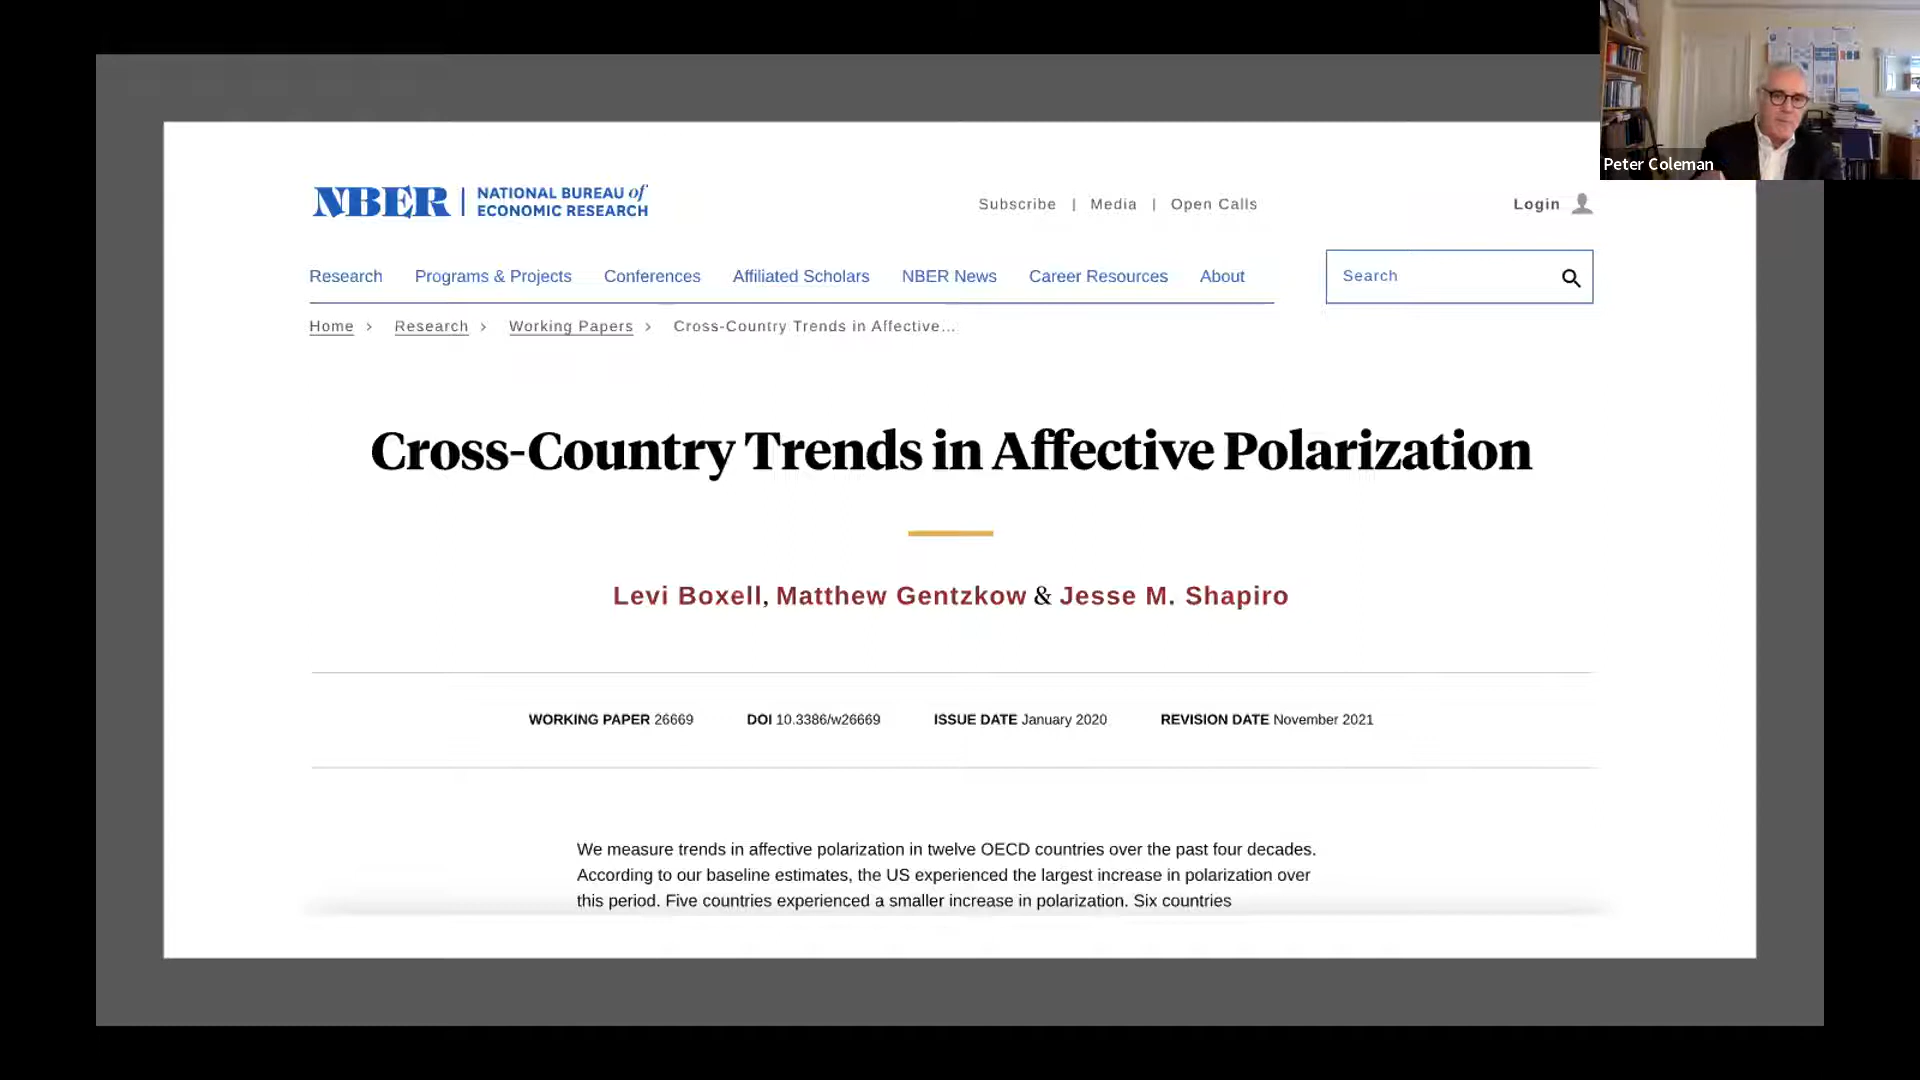 Peter Coleman
NBER | NATIONAL BUREAU of
ECONOMIC RESEARCH
Subscribe | Media | Open Calls
Login
Research Programs & Projects Conferences Affiliated Scholars NBER News Career Resources About
Search
Home > Research > Working Papers > Cross-Country Trends in Affective...
Cross-Country Trends in Affective Polarization
Levi Boxell, Matthew Gentzkow & Jesse M. Shapiro
WORKING PAPER 26669 DOI 10.3386/w26669 ISSUE DATE January 2020 REVISION DATE November 2021
We measure trends in affective polarization in twelve OECD countries over the past four decades.
According to our baseline estimates, the US experienced the largest increase in polarization over
this period. Five countries experienced a smaller increase in polarization. Six countries